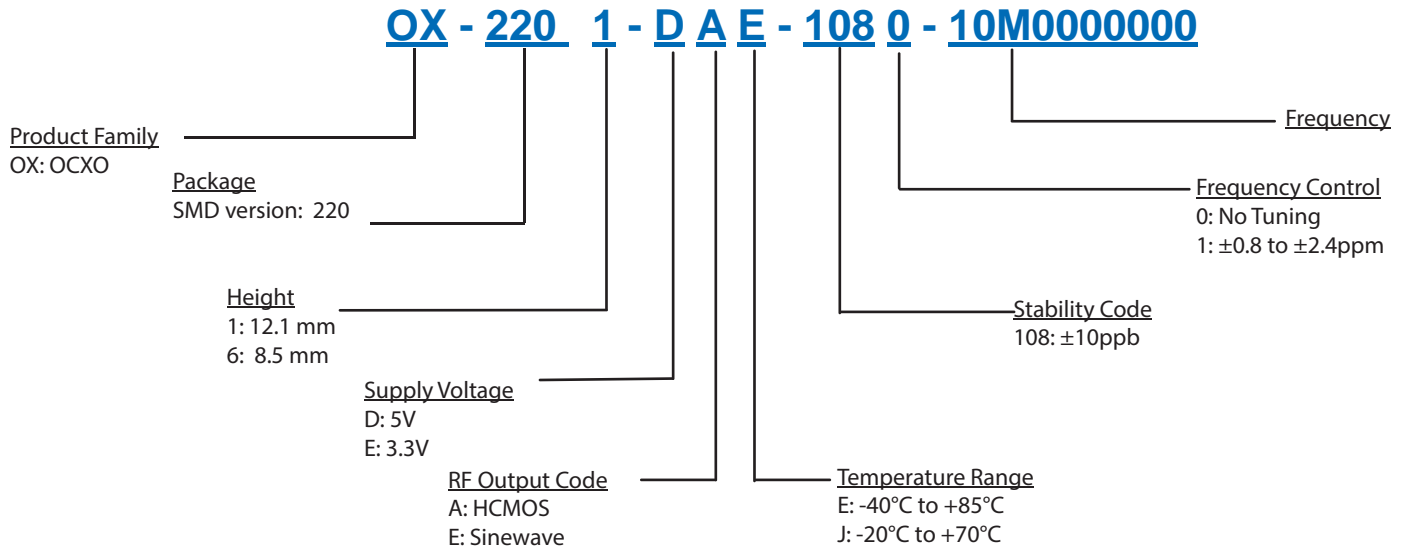 OX - 220 1 - D A E - 108 0 - 10M0000000
Product Family
OX: OCXO
Package
SMD version: 220
Height
1: 12.1 mm
6: 8.5 mm
Supply Voltage
D: 5V
E: 3.3V
RF Output Code
A: HCMOS
E: Sinewave
Temperature Range
E: -40°C to +85°C
J: -20°C to +70°C
Stability Code
108: ±10ppb
Frequency Control
0: No Tuning
1: ±0.8 to ±2.4ppm
Frequency